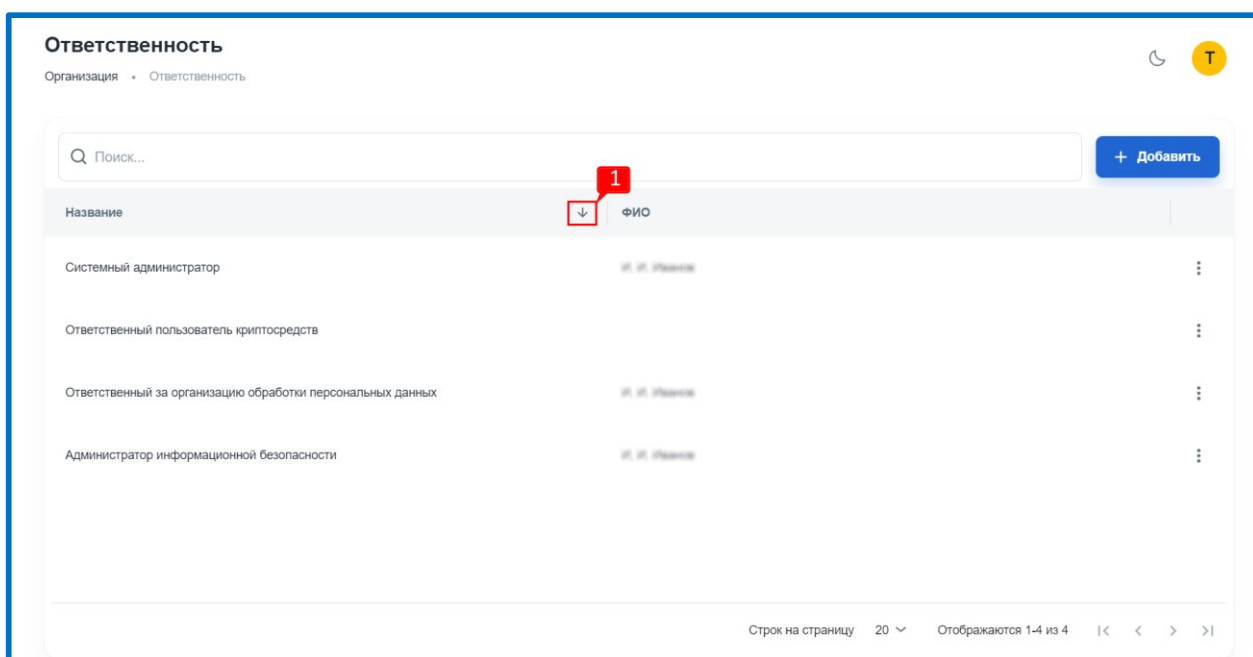 Ответственность
Организация • Ответственность
T
Поиск...
+ Добавить
1
Название
ФИО
Системный администратор
Ответственный пользователь криптосредств
Ответственный за организацию обработки персональных данных
Администратор информационной безопасности
Строк на страницу 20 Отображаются 1-4 из 4